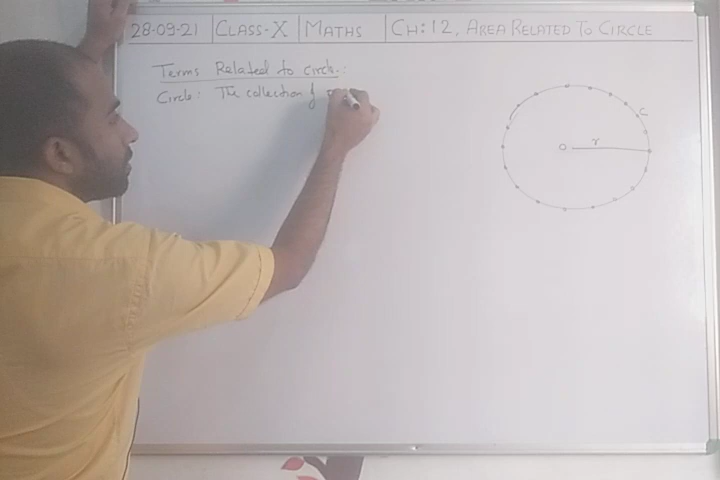 28-09-21 CLASS-X MATHS CH:12, AREA RELATED TO CIRCLE
Terms Related to circle:
Circle: The collection of
C
O r